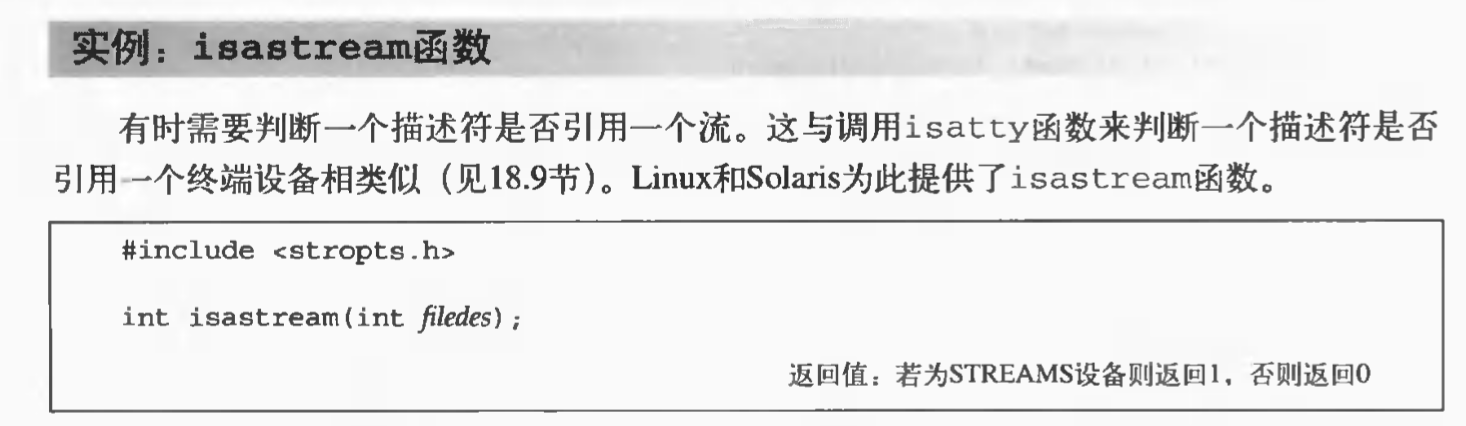 实例：isastream函数
有时需要判断一个描述符是否引用一个流。这与调用isatty函数来判断一个描述符是否
引用一个终端设备相类似（见18.9节）。Linux和Solaris为此提供了isastream函数。
#include <stropts.h>
int isastream(int filedes);
返回值：若为STREAMS设备则返回1，否则返回0